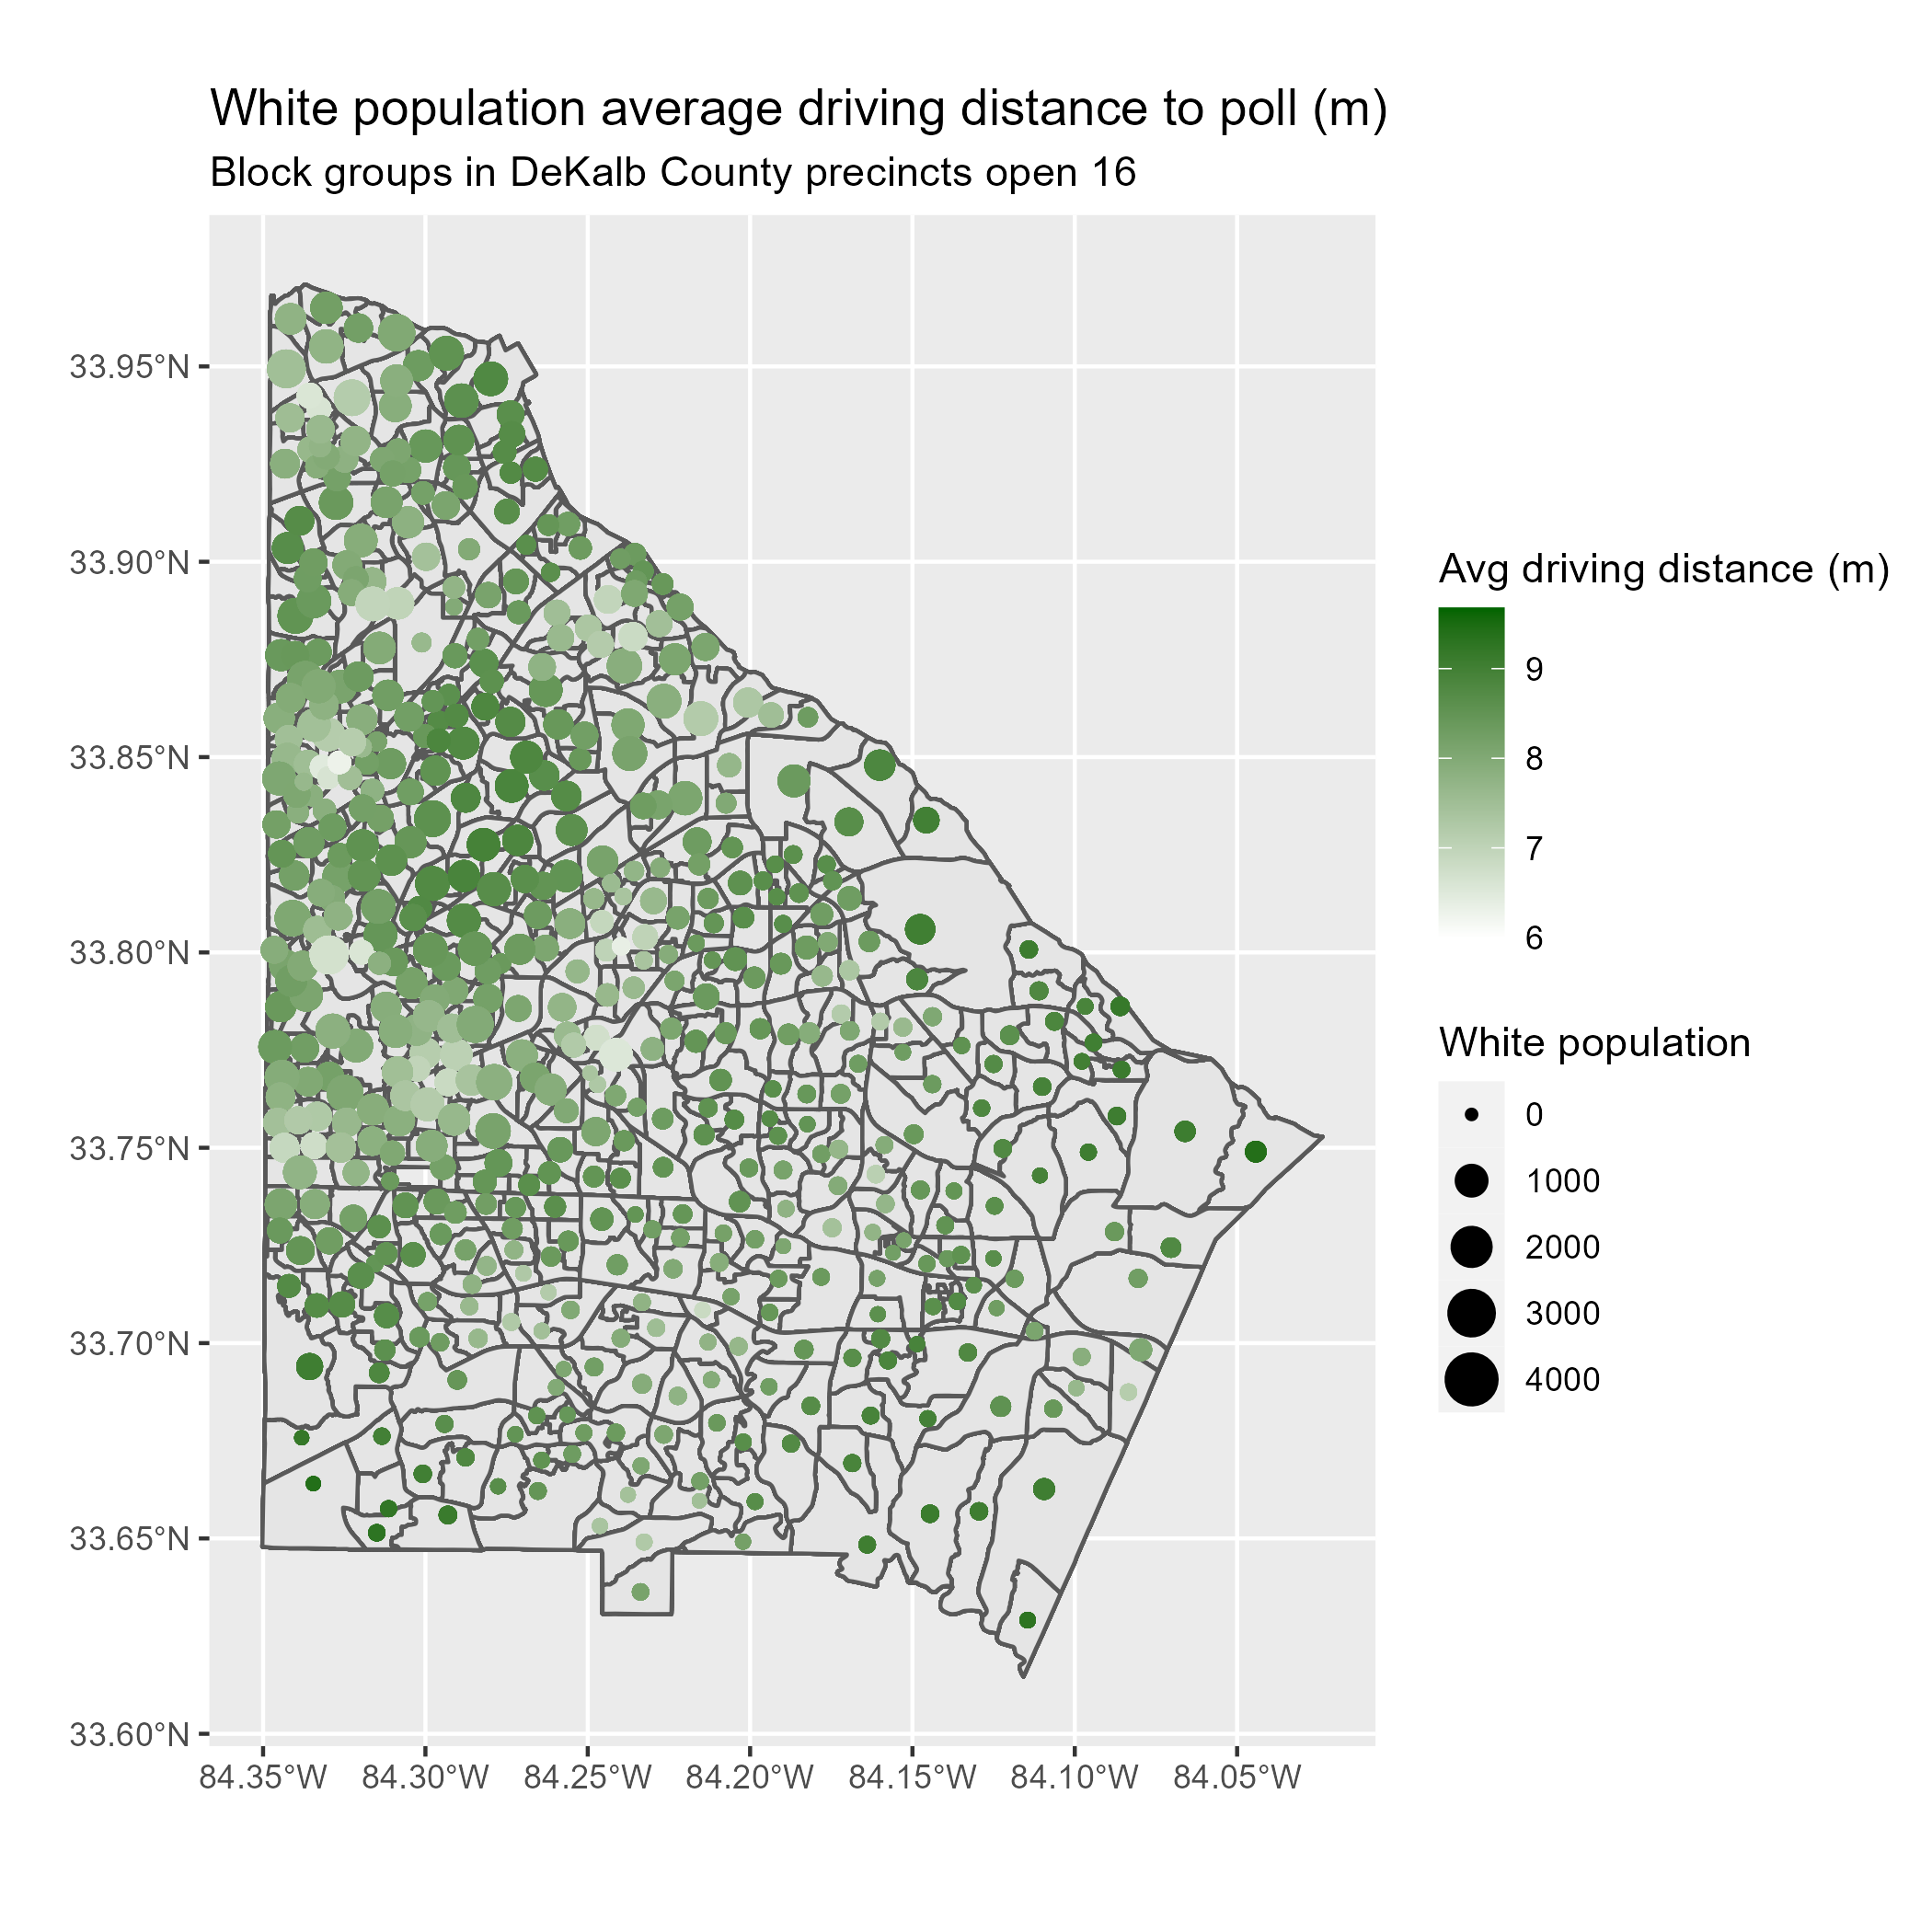 White population average driving distance to poll (m)
Block groups in DeKalb County precincts open 16
33.95°N
33.90°N
33.85°N
33.80°N
33.75°N
33.70°N
33.65°N
33.60°N
84.35°W 84.30°W 84.25°W 84.20°W 84.15°W 84.10°W 84.05°W
Avg driving distance (m)
9
8
7
6
White population
0
1000
2000
3000
4000